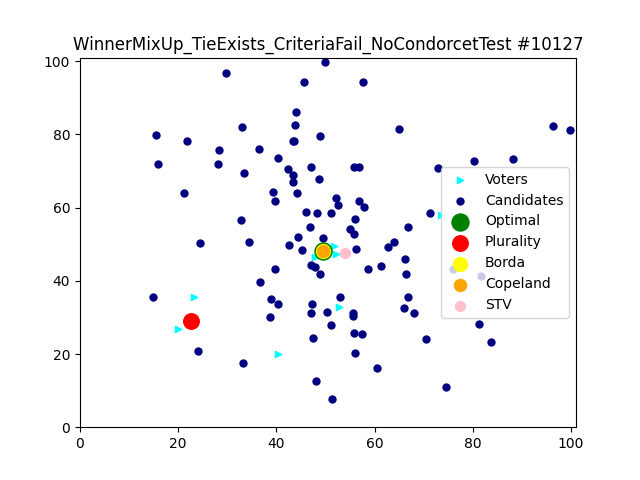 WinnerMixUp_TieExists_CriteriaFail_NoCondorcetTest #10127
100
80
60
40
20
0
Voters
Candidates
Optimal
Plurality
Borda
Copeland
STV
0 20 40 60 80 100